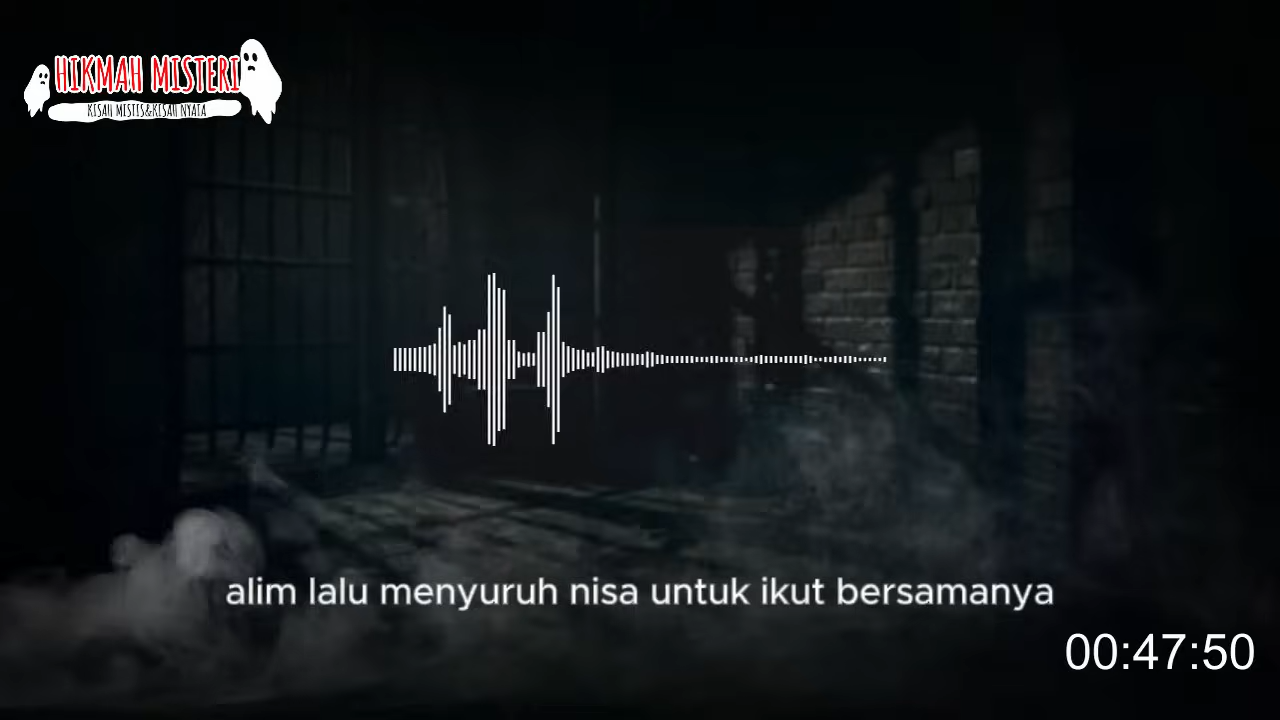 HIKMAH MISTERI
KISAH MISTIS&KISAH NYATA
alim lalu menyuruh nisa untuk ikut bersamanya
00:47:50